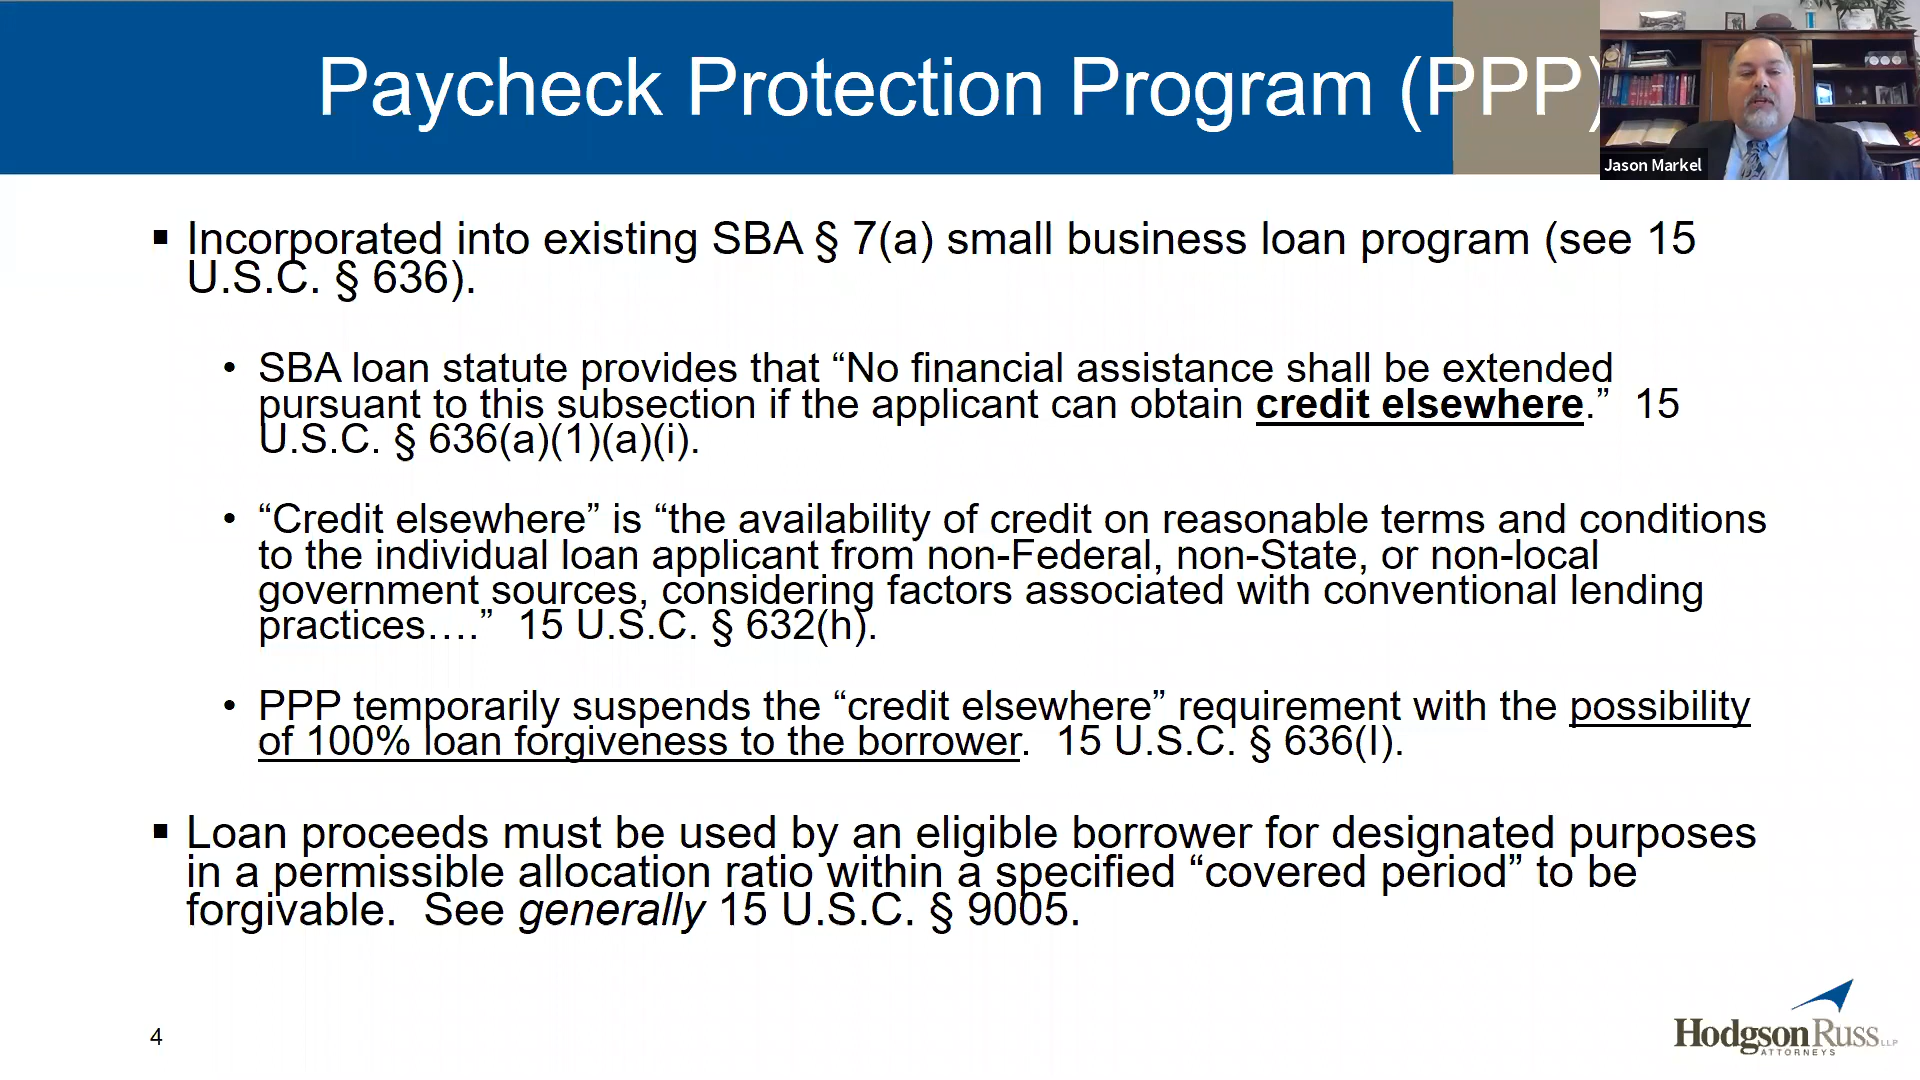 Paycheck Protection Program (PPP)
Jason Markel
▪ Incorporated into existing SBA § 7(a) small business loan program (see 15
U.S.C. § 636).
• SBA loan statute provides that “No financial assistance shall be extended
pursuant to this subsection if the applicant can obtain credit elsewhere.”  15
U.S.C. § 636(a)(1)(a)(i).
• “Credit elsewhere” is “the availability of credit on reasonable terms and conditions
to the individual loan applicant from non-Federal, non-State, or non-local
government sources, considering factors associated with conventional lending
practices….”  15 U.S.C. § 632(h).
• PPP temporarily suspends the “credit elsewhere” requirement with the possibility
of 100% loan forgiveness to the borrower.  15 U.S.C. § 636(I).
▪ Loan proceeds must be used by an eligible borrower for designated purposes
in a permissible allocation ratio within a specified “covered period” to be
forgivable.  See generally 15 U.S.C. § 9005.
4
HodgsonRuss LLP
ATTORNEYS